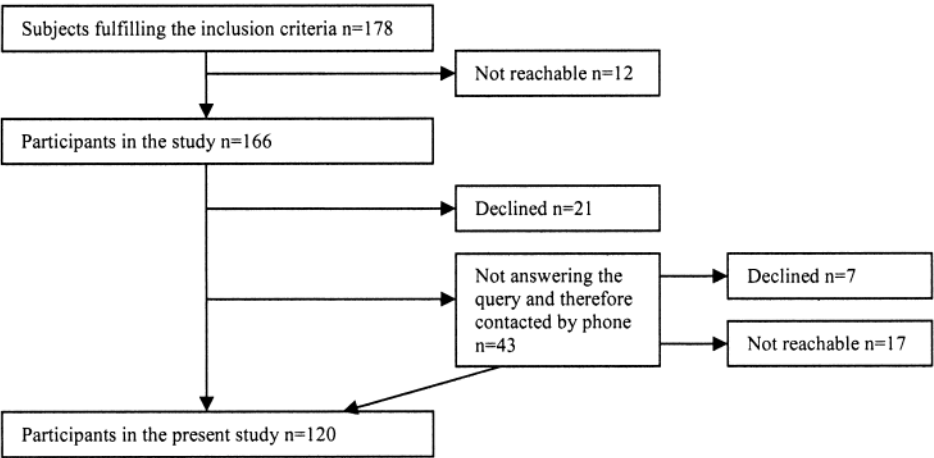 Subjects fulfilling the inclusion criteria n=178
Not reachable n=12
Participants in the study n=166
Declined n=21
Not answering the
query and therefore
contacted by phone
n=43
Declined n=7
Not reachable n=17
Participants in the present study n=120